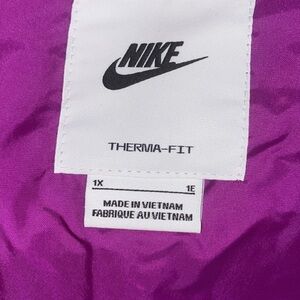 NIKE
THERMA-FIT
1X 1E
MADE IN VIETNAM
FABRIQUE AU VIETNAM